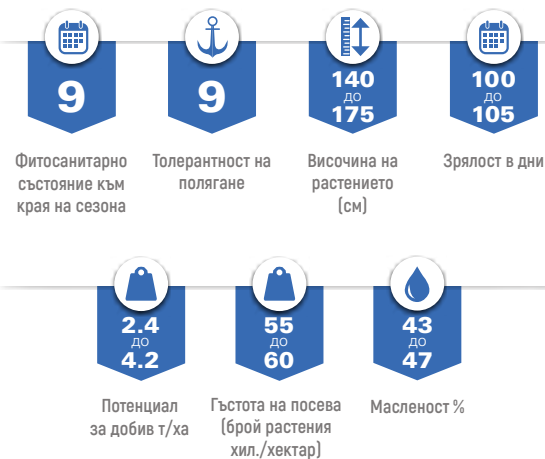 9
9
140
ДО
175
100
ДО
105
Фитосанитарно
състояние към
края на сезона
Толерантност на
полягане
Височина на
растението
(см)
Зрялост в дни
2.4
ДО
4.2
55
ДО
60
43
ДО
47
Потенциал
за добив т/ха
Гъстота на посева
(брой растения
хил./хектар)
Масленост %